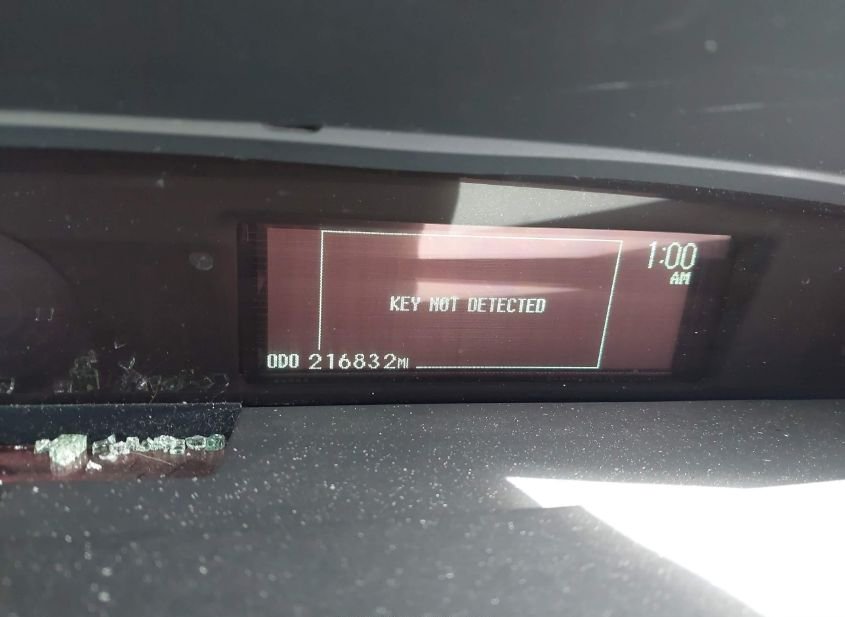 1:00
AM
KEY NOT DETECTED
ODO 216832MI